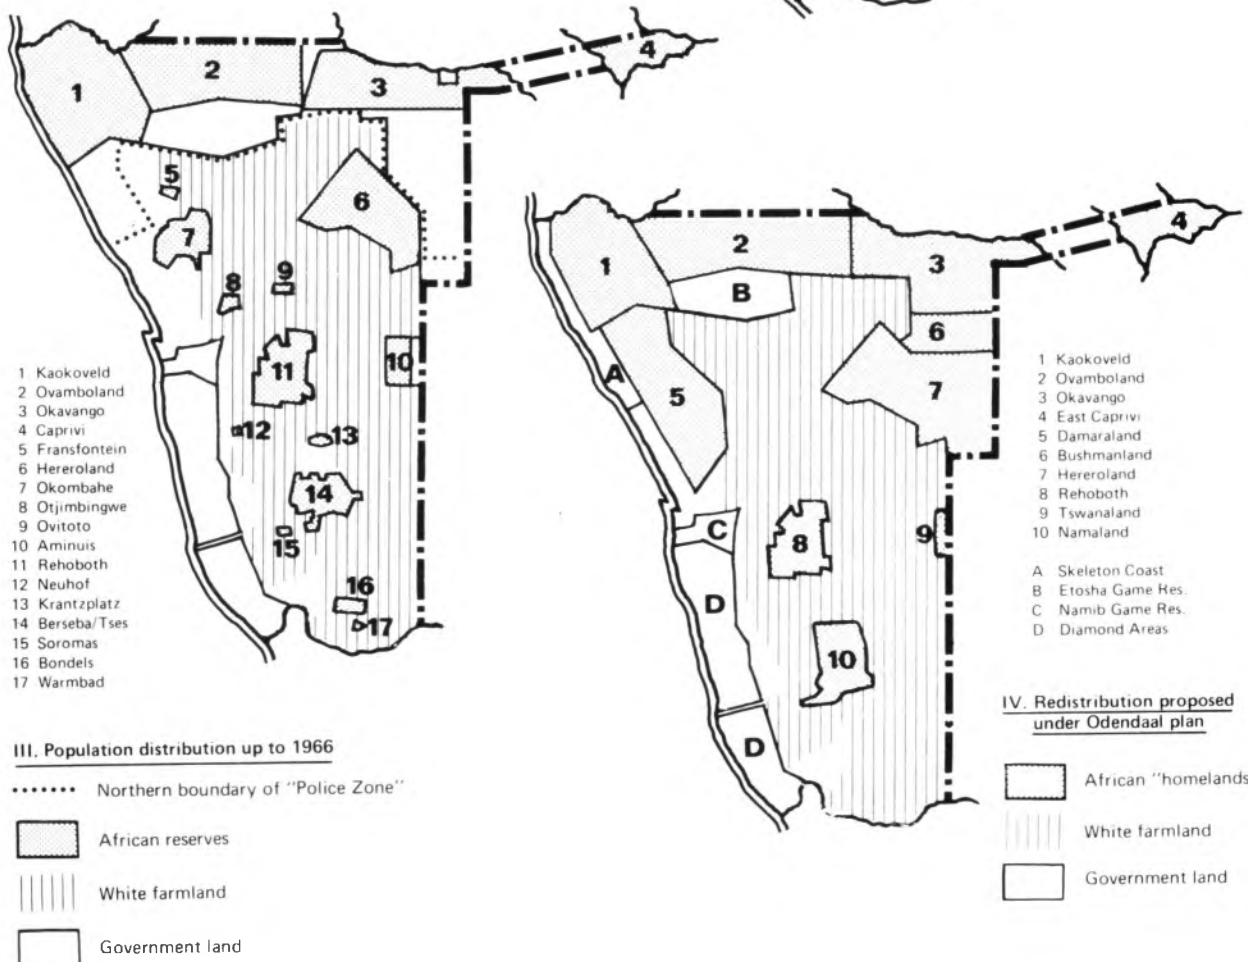 1
2
3
4
5
6
7
8
9
10
11
12
13
14
15
16
17
1 Kaokoveld
2 Ovamboland
3 Okavango
4 Caprivi
5 Fransfontein
6 Hereroland
7 Okombahe
8 Otjimbingwe
9 Ovitoto
10 Aminuis
11 Rehoboth
12 Neuhof
13 Krantzplatz
14 Berseba/Tses
15 Soromas
16 Bondels
17 Warmbad
III. Population distribution up to 1966
Northern boundary of "Police Zone"
African reserves
White farmland
Government land
1
2
3
4
B
6
A
5
7
C
8
9
D
10
D
1 Kaokoveld
2 Ovamboland
3 Okavango
4 East Caprivi
5 Damaraland
6 Bushmanland
7 Hereroland
8 Rehoboth
9 Tswanaland
10 Namaland
A Skeleton Coast
B Etosha Game Res.
C Namib Game Res.
D Diamond Areas
IV. Redistribution proposed
under Odendaal plan
African "homelands
White farmland
Government land